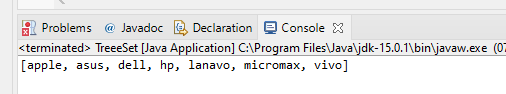 Problems @ Javadoc Declaration Console
<terminated> TreeeSet [Java Application] C:\Program Files\Java\jdk-15.0.1\bin\javaw.exe (07
[apple, asus, dell, hp, lanavo, micromax, vivo]